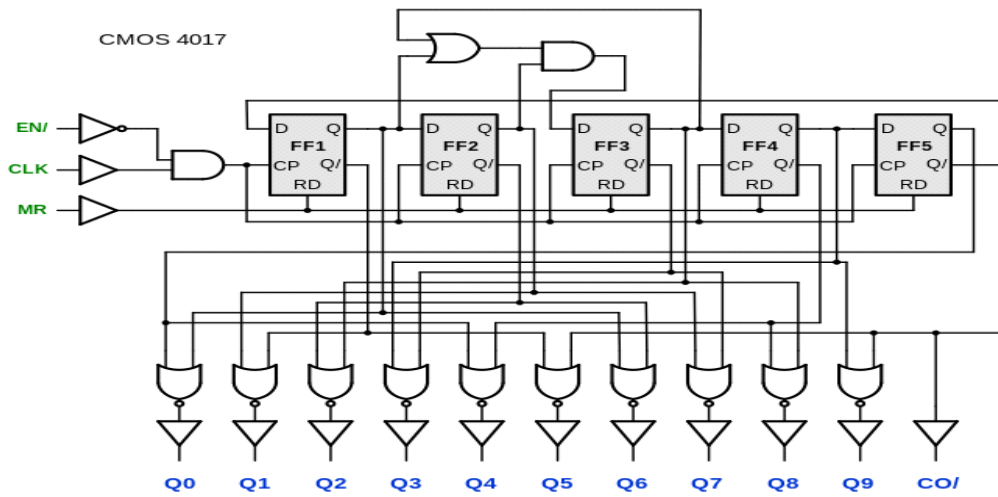 CMOS 4017
EN/
CLK
MR
D Q D Q D Q D Q D Q
FF1 FF2 FF3 FF4 FF5
CP Q/ CP Q/ CP Q/ CP Q/ CP Q/
RD RD RD RD RD
Q0 Q1 Q2 Q3 Q4 Q5 Q6 Q7 Q8 Q9 CO/